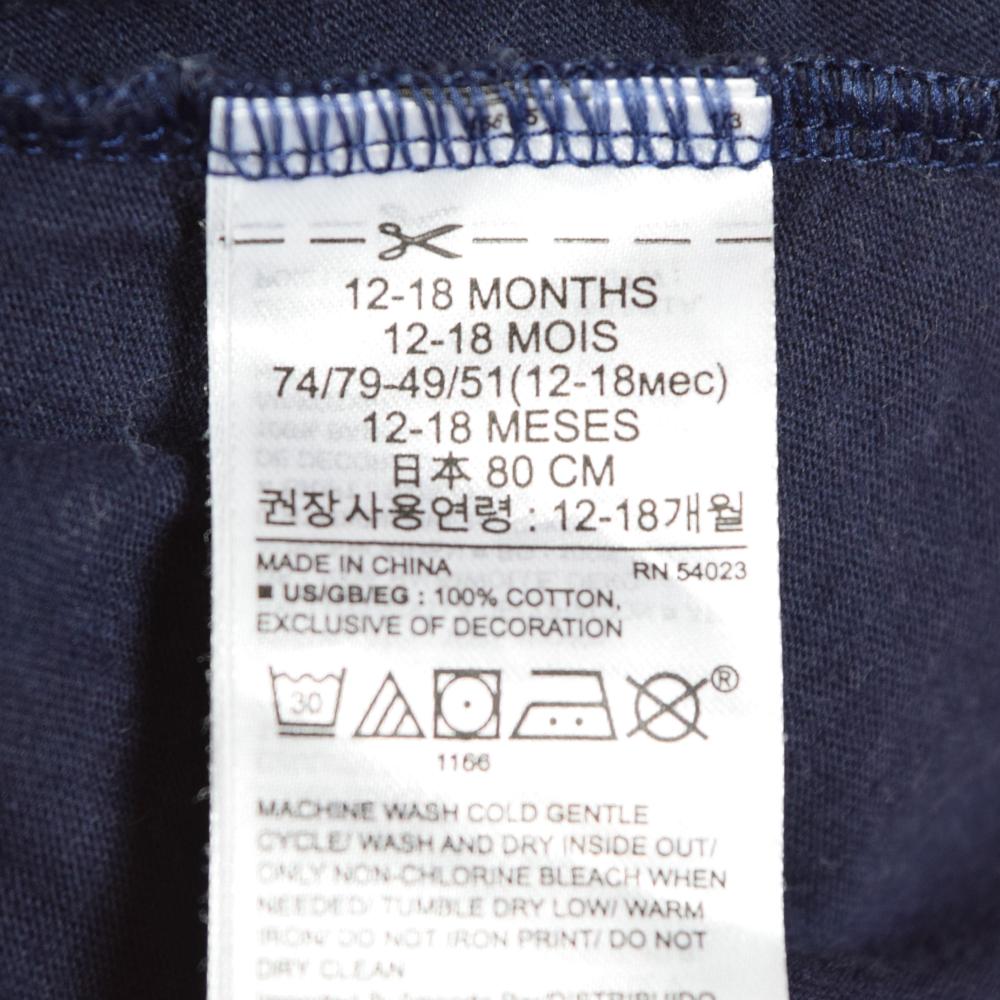 12-18 MONTHS
12-18 MOIS
74/79-49/51(12-18мес)
12-18 MESES
日本 80 CM
권장사용연령 : 12-18개월
MADE IN CHINA RN 54023
■ US/GB/EG : 100% COTTON,
EXCLUSIVE OF DECORATION
30
®
1166
MACHINE WASH COLD GENTLE
CYCLE/ WASH AND DRY INSIDE OUT/
ONLY NON-CHLORINE BLEACH WHEN
NEEDED/ TUMBLE DRY LOW/ WARM
IRON/ DO NOT IRON PRINT/ DO NOT
DRY CLEAN